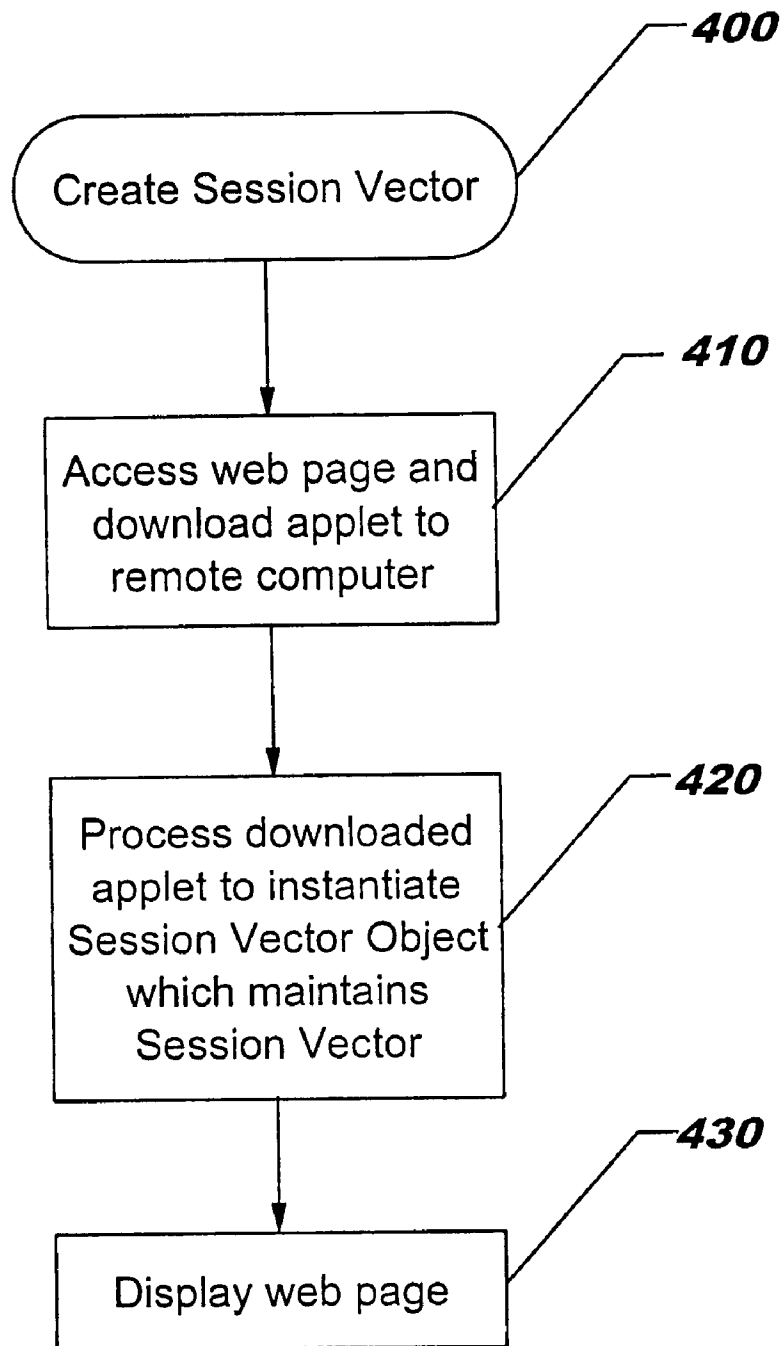 400
Create Session Vector
410
Access web page and
download applet to
remote computer
420
Process downloaded
applet to instantiate
Session Vector Object
which maintains
Session Vector
430
Display web page